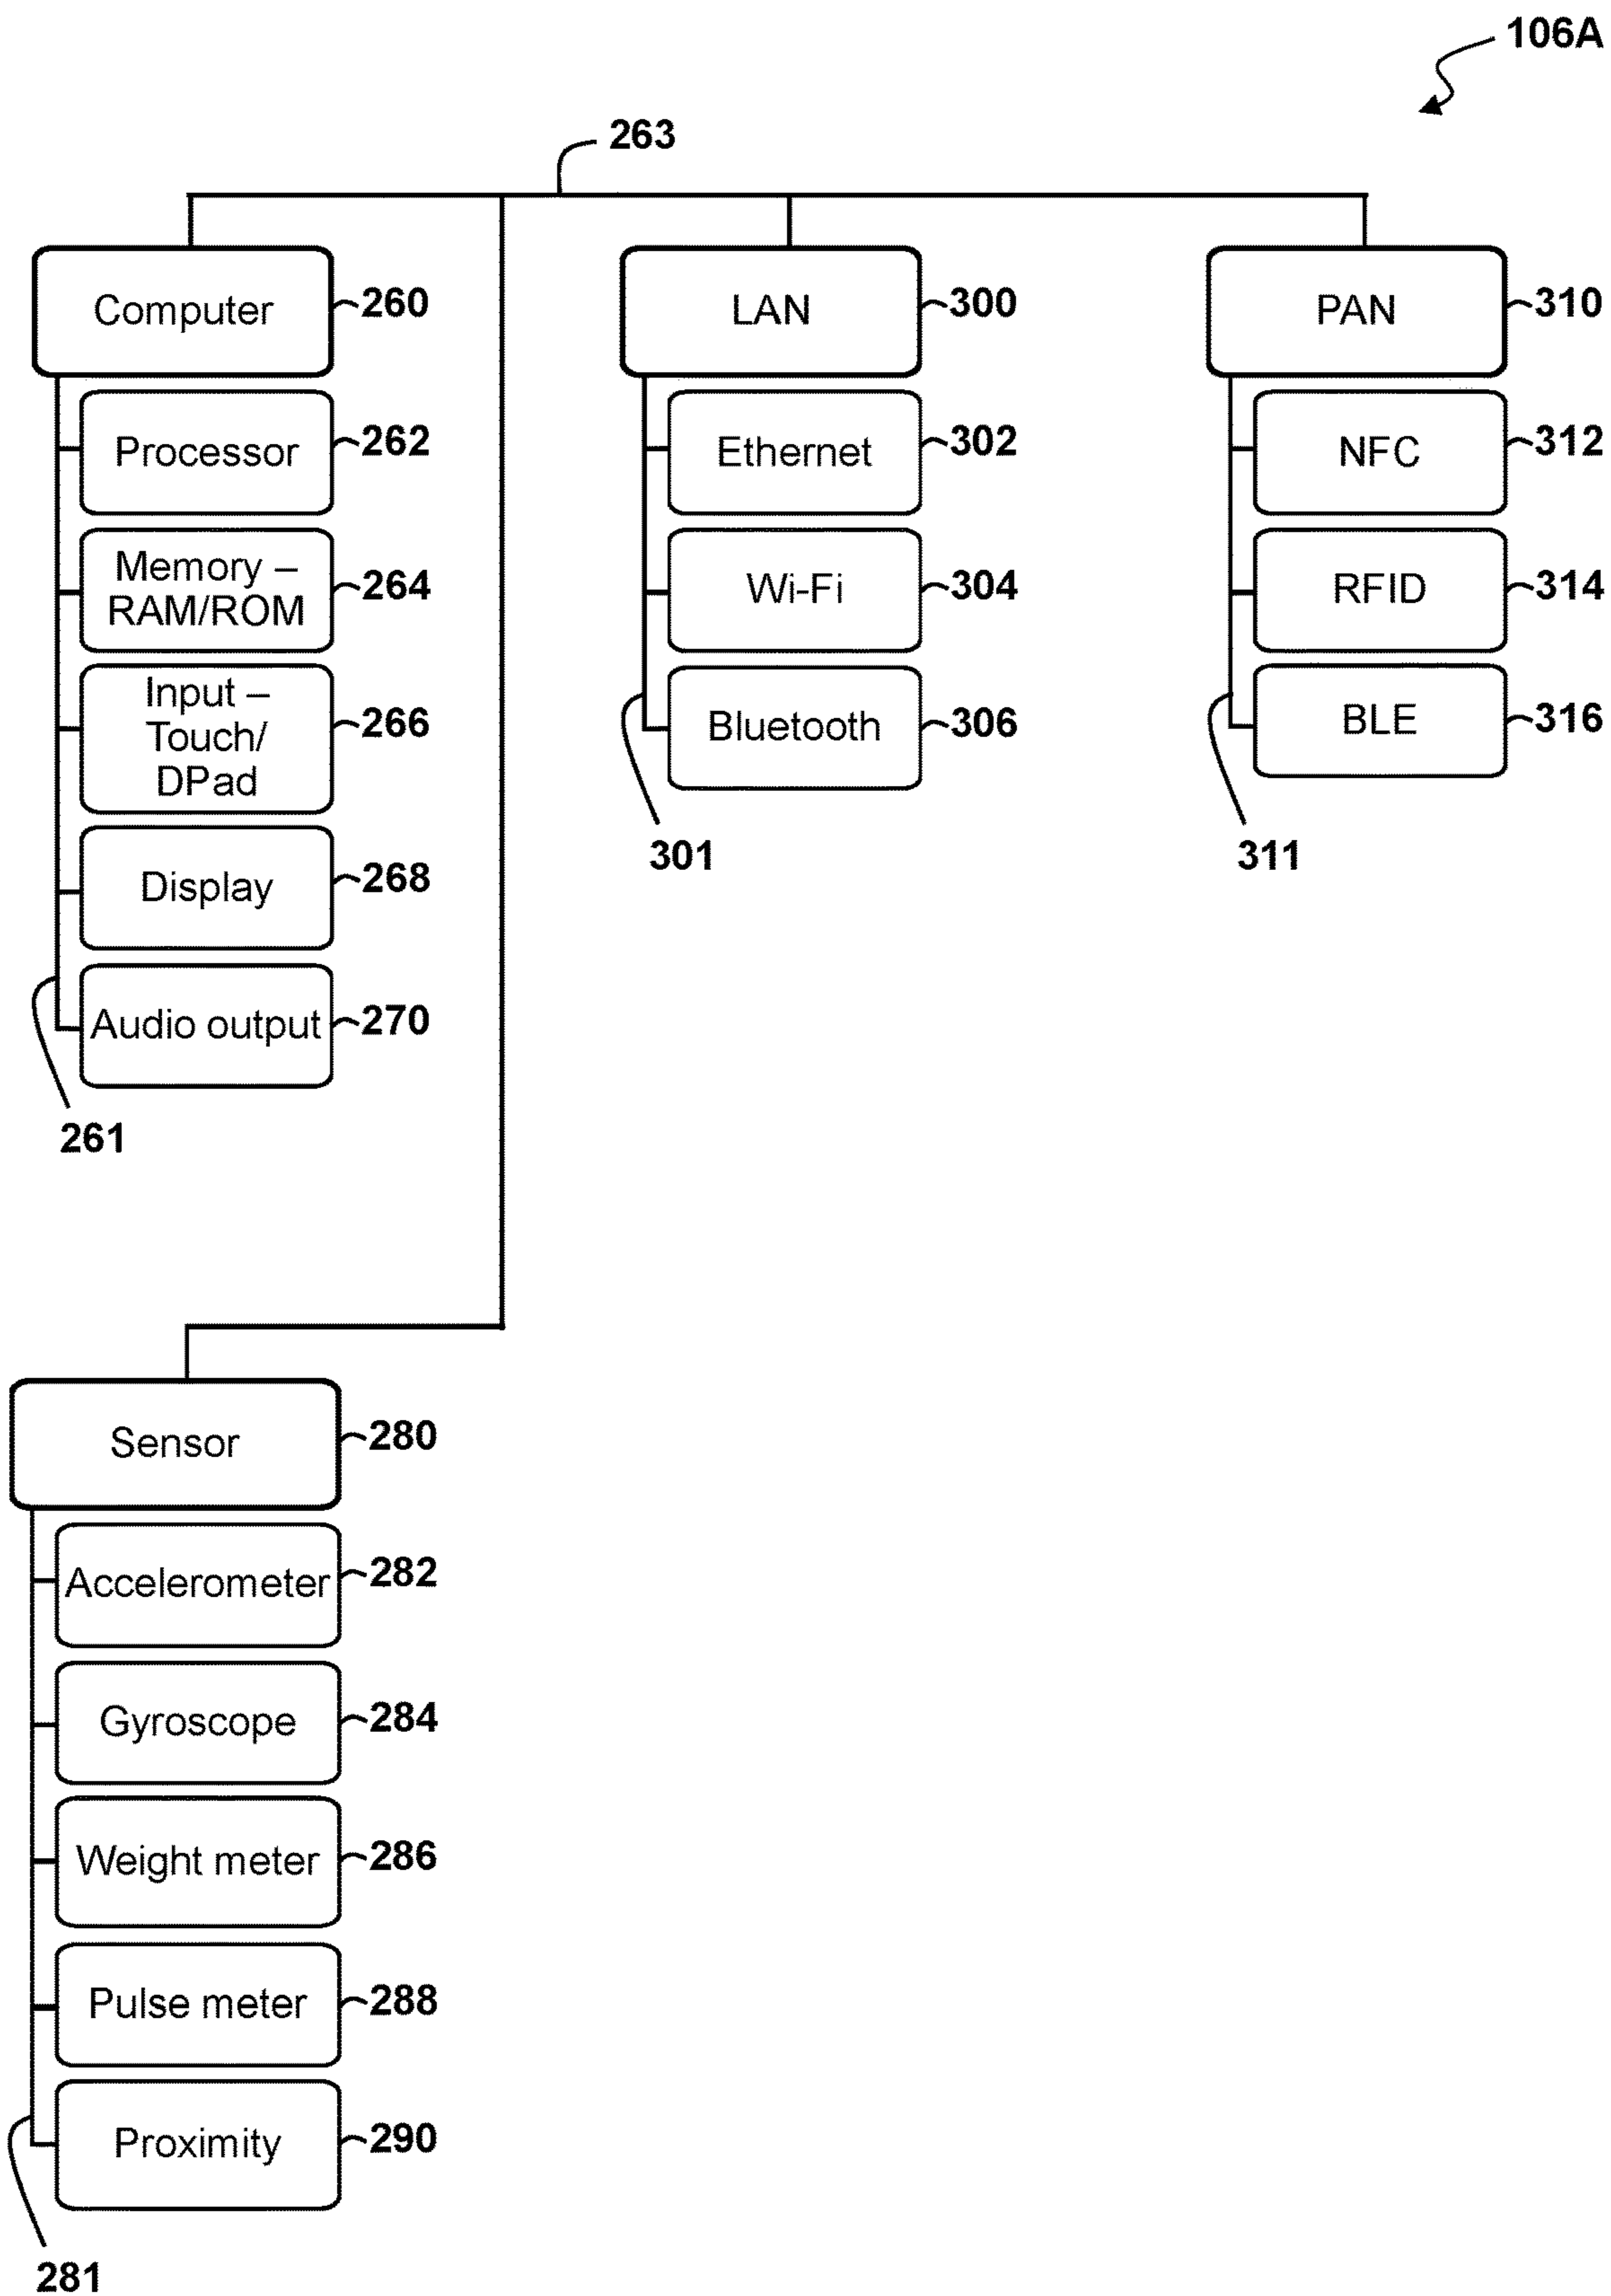 106A
263
Computer
260
LAN
300
PAN
310
Processor
262
Ethernet
302
NFC
312
Memory –
RAM/ROM
264
Wi-Fi
304
RFID
314
Input –
Touch/
DPad
266
Bluetooth
306
BLE
316
301
311
Display
268
Audio output
270
261
Sensor
280
Accelerometer
282
Gyroscope
284
Weight meter
286
Pulse meter
288
Proximity
290
281